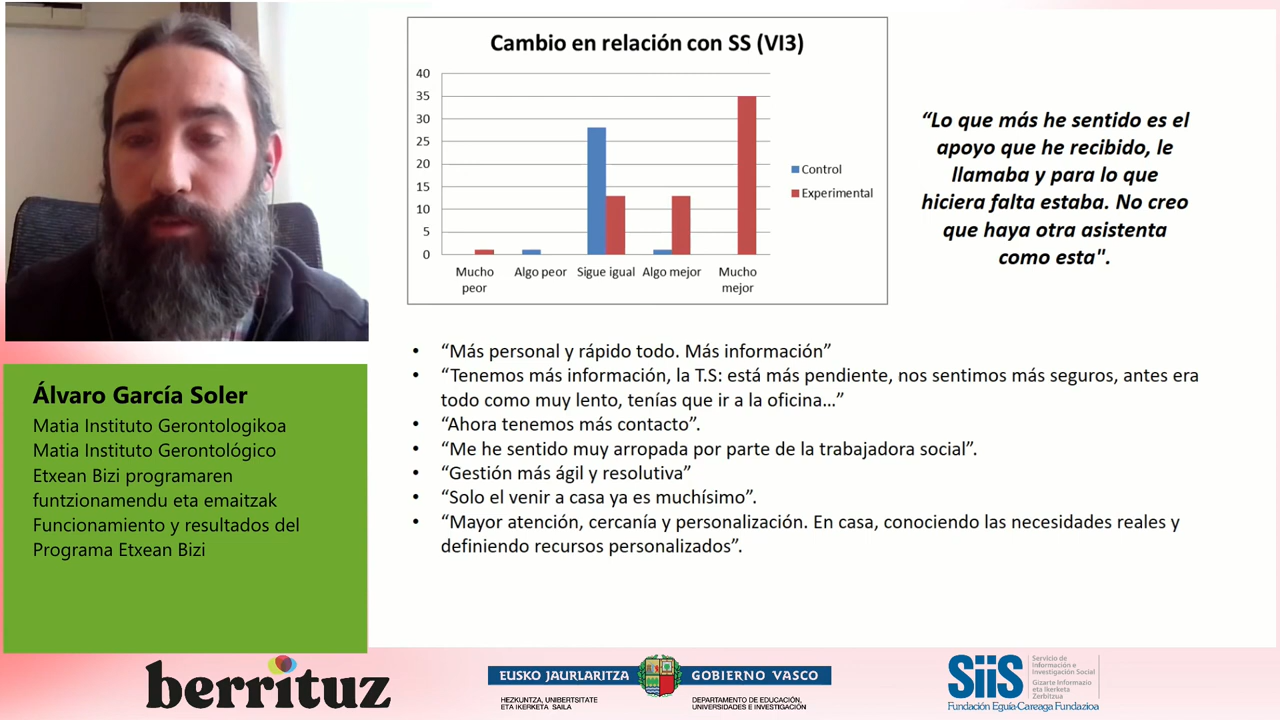 Cambio en relación con SS (VI3)
40
35
30
25
20
15
10
5
0
Mucho peor
Algo peor
Sigue igual
Algo mejor
Mucho mejor
Control
Experimental
“Lo que más he sentido es el
apoyo que he recibido, le
llamaba y para lo que
hiciera falta estaba. No creo
que haya otra asistenta
como esta".
• “Más personal y rápido todo. Más información”
• “Tenemos más información, la T.S: está más pendiente, nos sentimos más seguros, antes era
todo como muy lento, tenías que ir a la oficina…”
• “Ahora tenemos más contacto”.
• “Me he sentido muy arropada por parte de la trabajadora social”.
• “Gestión más ágil y resolutiva”
• “Solo el venir a casa ya es muchísimo”.
• “Mayor atención, cercanía y personalización. En casa, conociendo las necesidades reales y
definiendo recursos personalizados”.
Álvaro García Soler
Matia Instituto Gerontologikoa
Matia Instituto Gerontológico
Etxean Bizi programaren
funtzionamendu eta emaitzak
Funcionamiento y resultados del
Programa Etxean Bizi
berrituz
EUSKO JAURLARITZA
GOBIERNO VASCO
HEZKUNTZA, UNIBERTSITATE
ETA IKERKETA SAILA
DEPARTAMENTO DE EDUCACIÓN,
UNIVERSIDADES E INVESTIGACIÓN
SiiS
Servicio de
Información e
Investigación Social
Gizarte Informazio
eta Ikerketa
Zerbitzua
Fundación Eguía-Careaga Fundazioa